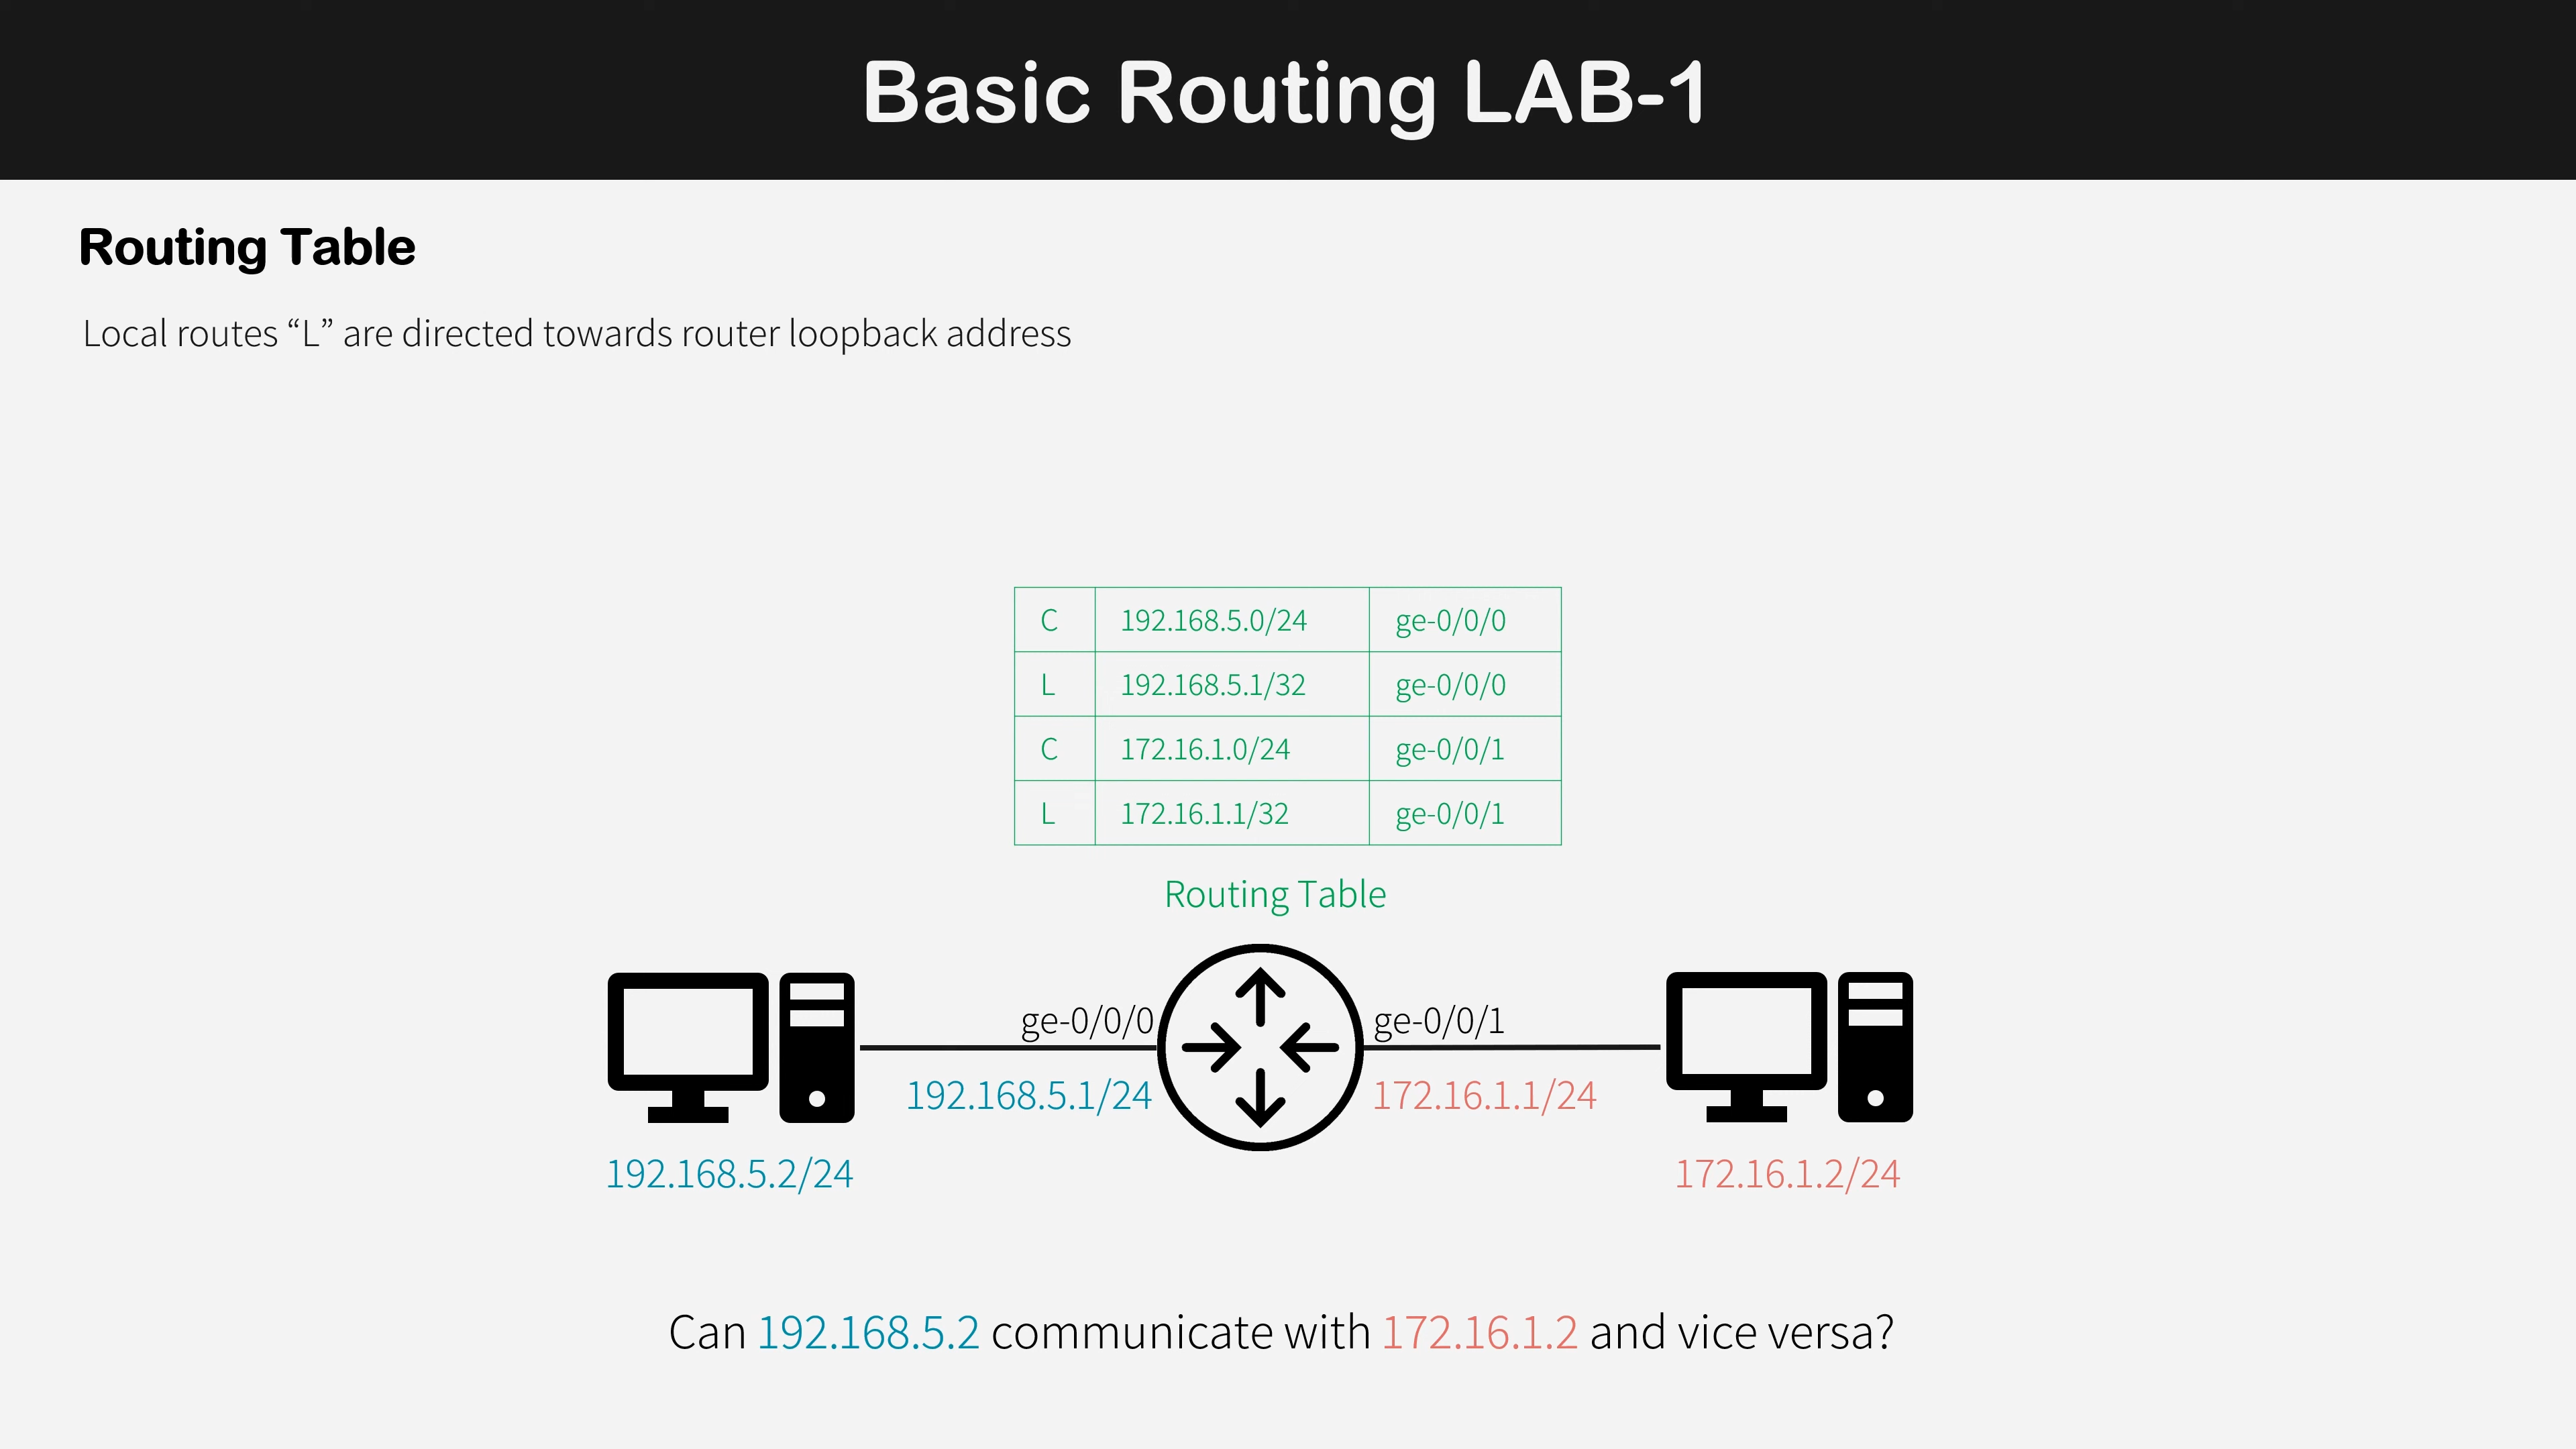 Basic Routing LAB-1
Routing Table
Local routes “L” are directed towards router loopback address
C 192.168.5.0/24 ge-0/0/0
L 192.168.5.1/32 ge-0/0/0
C 172.16.1.0/24 ge-0/0/1
L 172.16.1.1/32 ge-0/0/1
Routing Table
ge-0/0/0 ge-0/0/1
192.168.5.1/24 172.16.1.1/24
192.168.5.2/24 172.16.1.2/24
Can 192.168.5.2 communicate with 172.16.1.2 and vice versa?